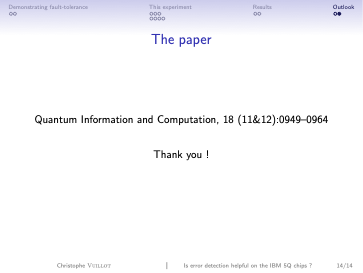 Demonstrating fault-tolerance This experiment Results Outlook
The paper
Quantum Information and Computation, 18 (11&12):0949–0964
Thank you !
Christophe VUILLOT | Is error detection helpful on the IBM 5Q chips ? 14/14